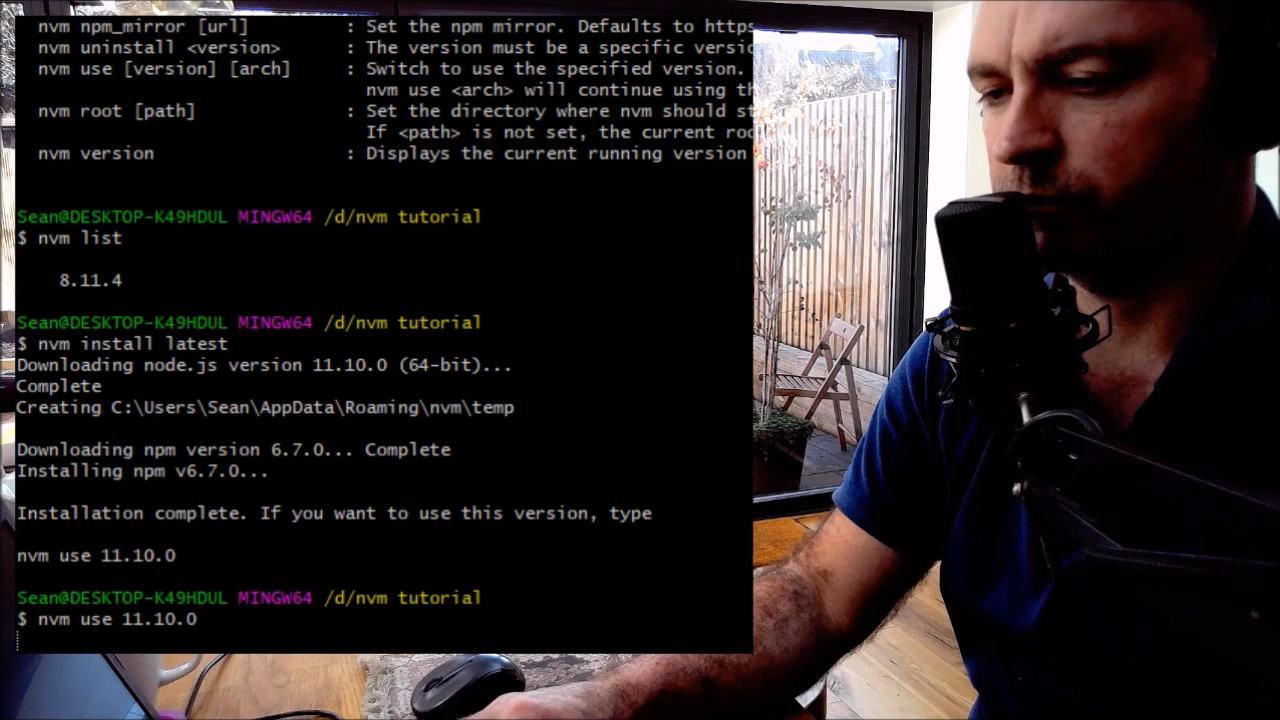 nvm npm_mirror [url] : Set the npm mirror. Defaults to https
nvm uninstall <version> : The version must be a specific versic
nvm use [version] [arch] : Switch to use the specified version.
nvm use <arch> will continue using th
nvm root [path] : Set the directory where nvm should st
If <path> is not set, the current roo
nvm version : Displays the current running version
Sean@DESKTOP-K49HDUL MINGW64 /d/nvm tutorial
$ nvm list
8.11.4
Sean@DESKTOP-K49HDUL MINGW64 /d/nvm tutorial
$ nvm install latest
Downloading node.js version 11.10.0 (64-bit)...
Complete
Creating C:\Users\Sean\AppData\Roaming\nvm\temp
Downloading npm version 6.7.0... Complete
Installing npm v6.7.0...
Installation complete. If you want to use this version, type
nvm use 11.10.0
Sean@DESKTOP-K49HDUL MINGW64 /d/nvm tutorial
$ nvm use 11.10.0